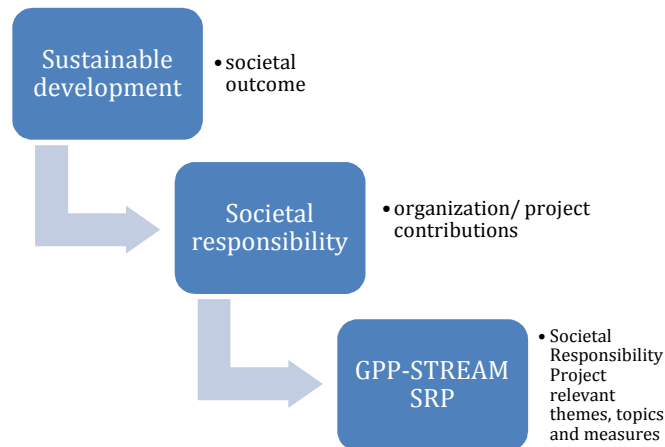 Sustainable
development
• societal
outcome
Societal
responsibility
• organization/ project
contributions
GPP-STREAM
SRP
• Societal
Responsibility
Project
relevant
themes, topics
and measures